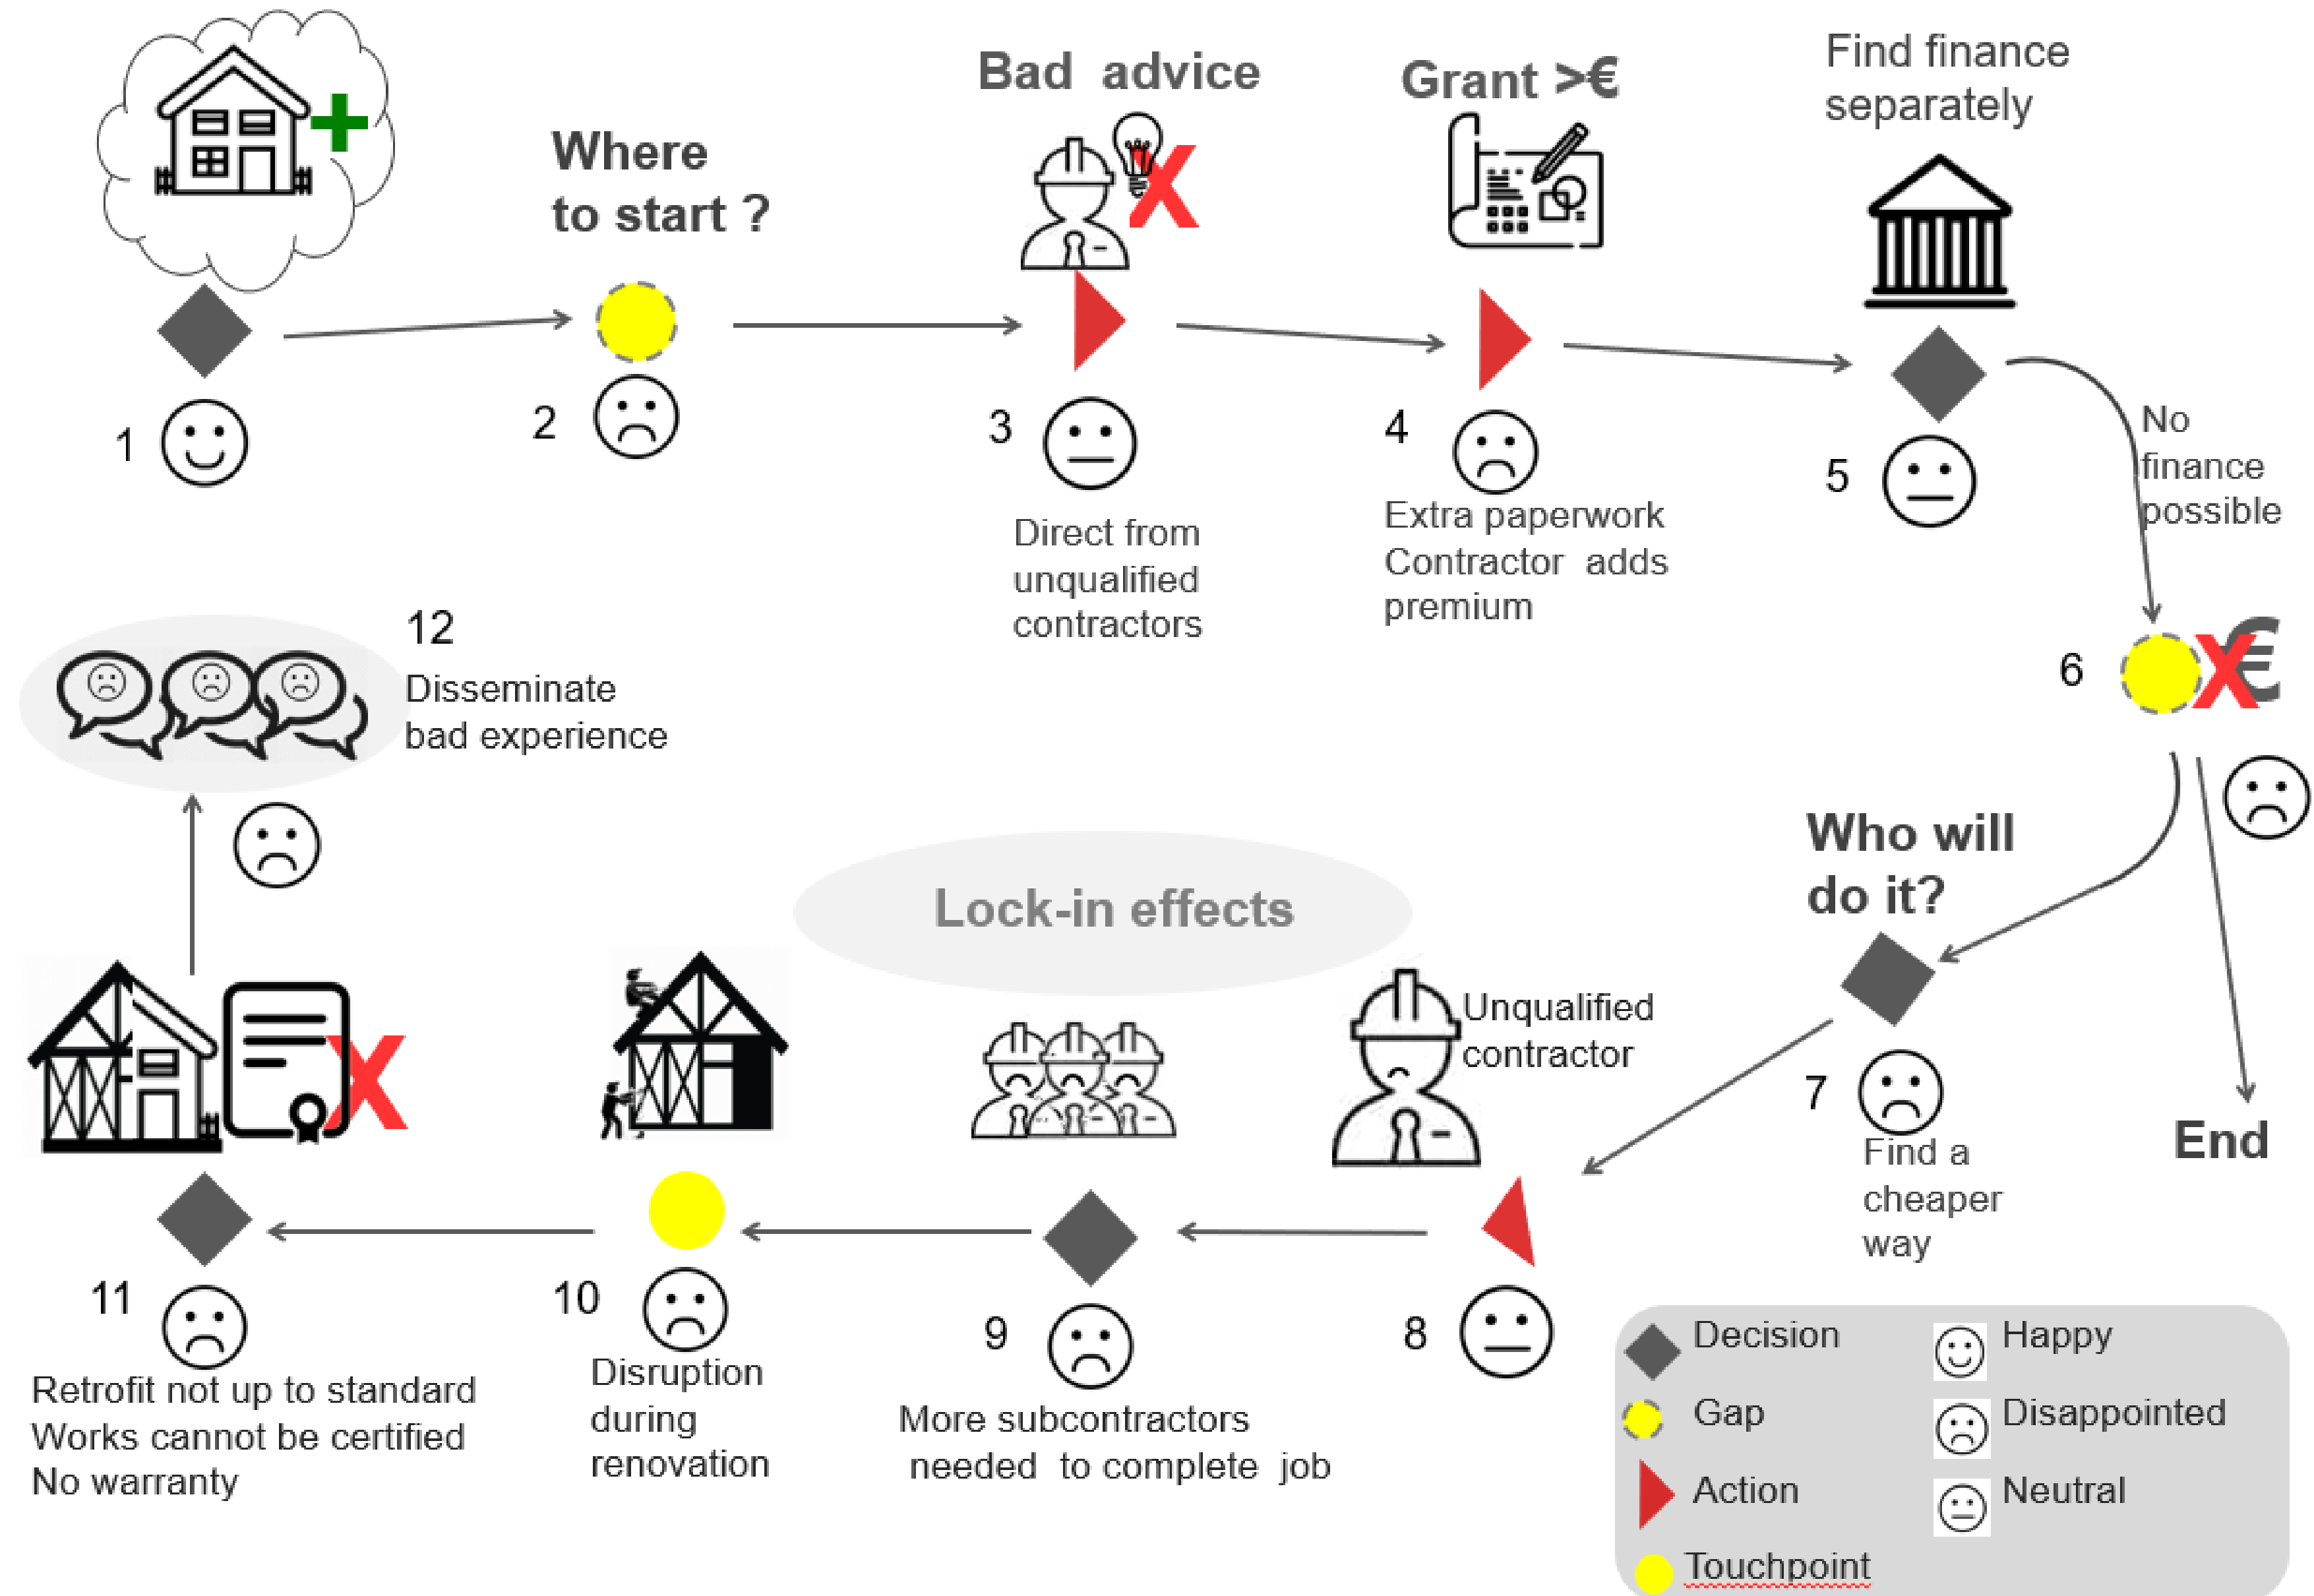 Where
to start ?
Bad advice
Grant >€
Find finance
separately
1
2
3
Direct from
unqualified
contractors
4
Extra paperwork
Contractor adds
premium
5
No
finance
possible
6
X€
X
Who will
do it?
7
Find a
cheaper
way
End
Unqualified
contractor
8
Lock-in effects
9
More subcontractors
needed to complete job
10
Disruption
during
renovation
11
X
Retrofit not up to standard
Works cannot be certified
No warranty
12
Disseminate
bad experience
Decision
Happy
Gap
Disappointed
Action
Neutral
Touchpoint